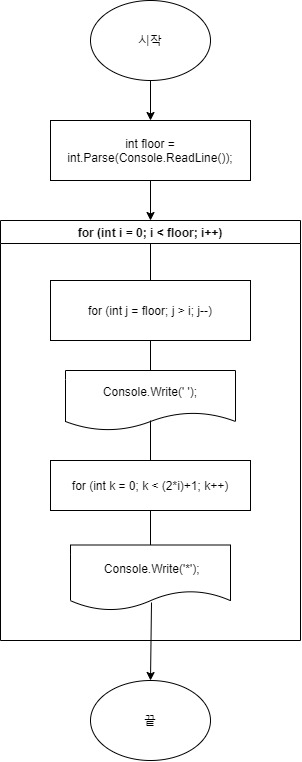 시작
int floor =
int.Parse(Console.ReadLine());
for (int i = 0; i < floor; i++)
for (int j = floor; j > i; j--)
Console.Write(' ');
for (int k = 0; k < (2*i)+1; k++)
Console.Write('*');
끝